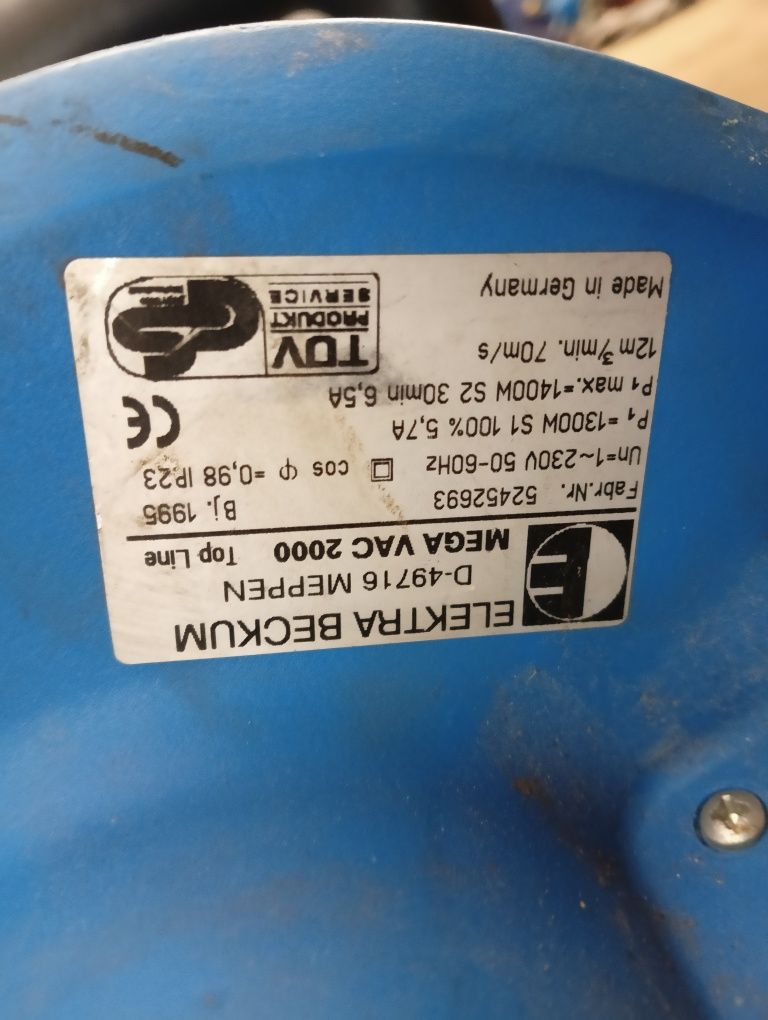 ELEKTRA BECKUM
D-49716 MEPPEN
MEGA VAC 2000 Top Line
Fabr.Nr. 52452693 Bj. 1995
Un=1~230V 50-60Hz cos φ =0,98 IP23
P1 =1300W S1 100% 5,7A
P1 max.=1400W S2 30min 6,5A
CE
12m³/min. 70m/s
TÜV
PRODUKT
SERVICE
Made in Germany